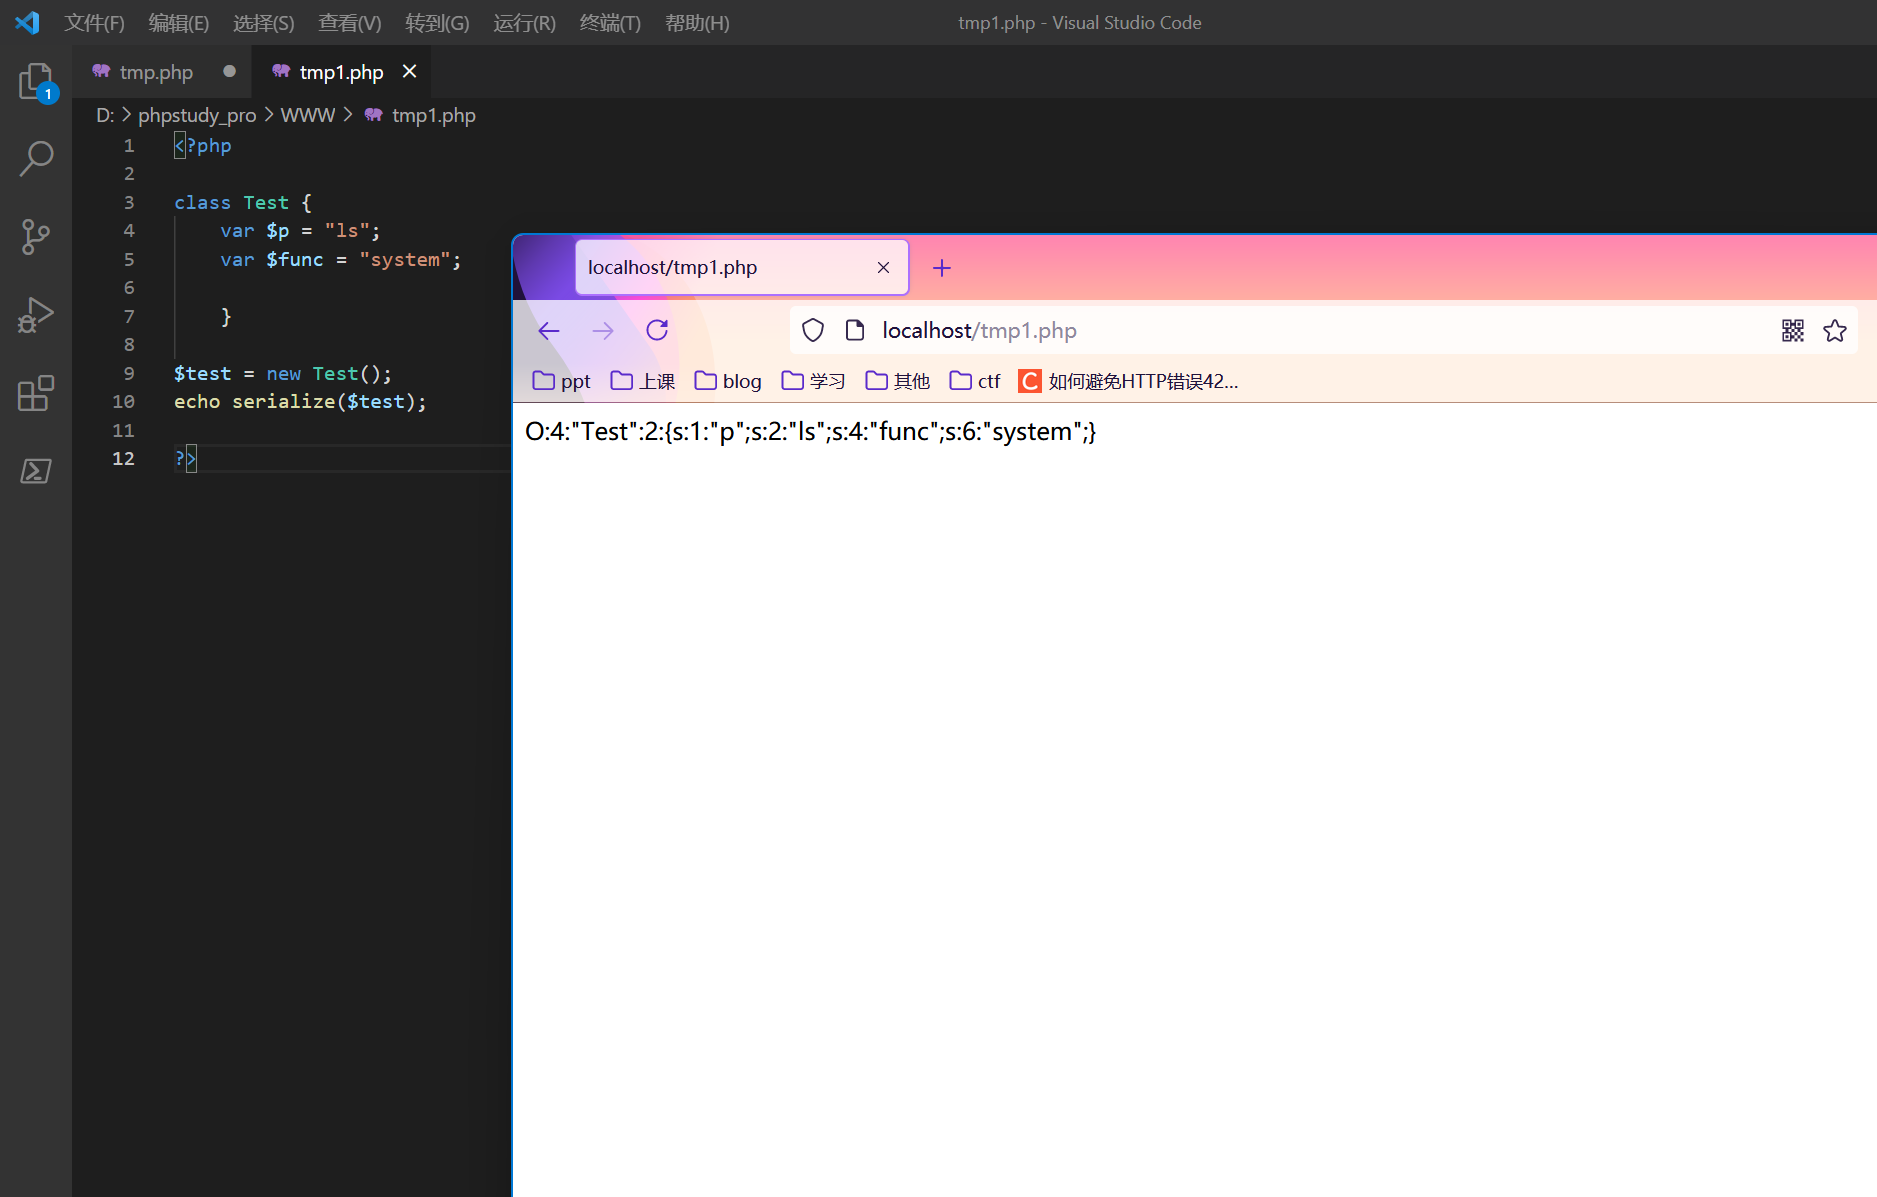 文件(F) 编辑(E) 选择(S) 查看(V) 转到(G) 运行(R) 终端(T) 帮助(H) tmp1.php - Visual Studio Code
tmp.php tmp1.php
1
D: > phpstudy_pro > WWW > tmp1.php
1 <?php
2
3 class Test {
4 var $p = "ls";
5 var $func = "system";
6
7 }
8
9 $test = new Test();
10 echo serialize($test);
11
12 ?>
localhost/tmp1.php
localhost/tmp1.php
ppt 上课 blog 学习 其他 ctf C 如何避免HTTP错误42...
O:4:"Test":2:{s:1:"p";s:2:"ls";s:4:"func";s:6:"system";}